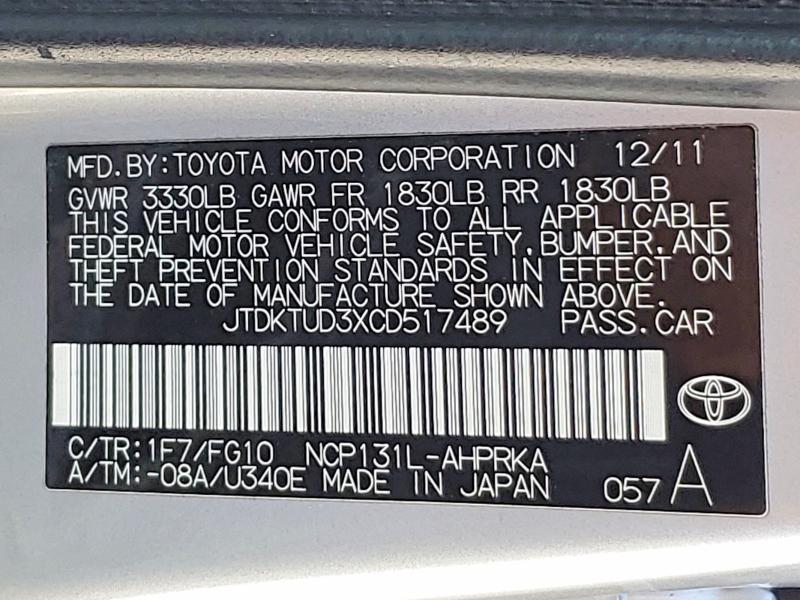 MFD.BY:TOYOTA MOTOR CORPORATION 12/11
GVWR 3330LB GAWR FR 1830LB RR 1830LB
THIS VEHICLE CONFORMS TO ALL APPLICABLE
FEDERAL MOTOR VEHICLE SAFETY,BUMPER,AND
THEFT PREVENTION STANDARDS IN EFFECT ON
THE DATE OF MANUFACTURE SHOWN ABOVE.
JTDKTUD3XCD517489 PASS.CAR
C/TR:1F7/FG10 NCP131L-AHPRKA
A/TM:-08A/U340E MADE IN JAPAN 057 A